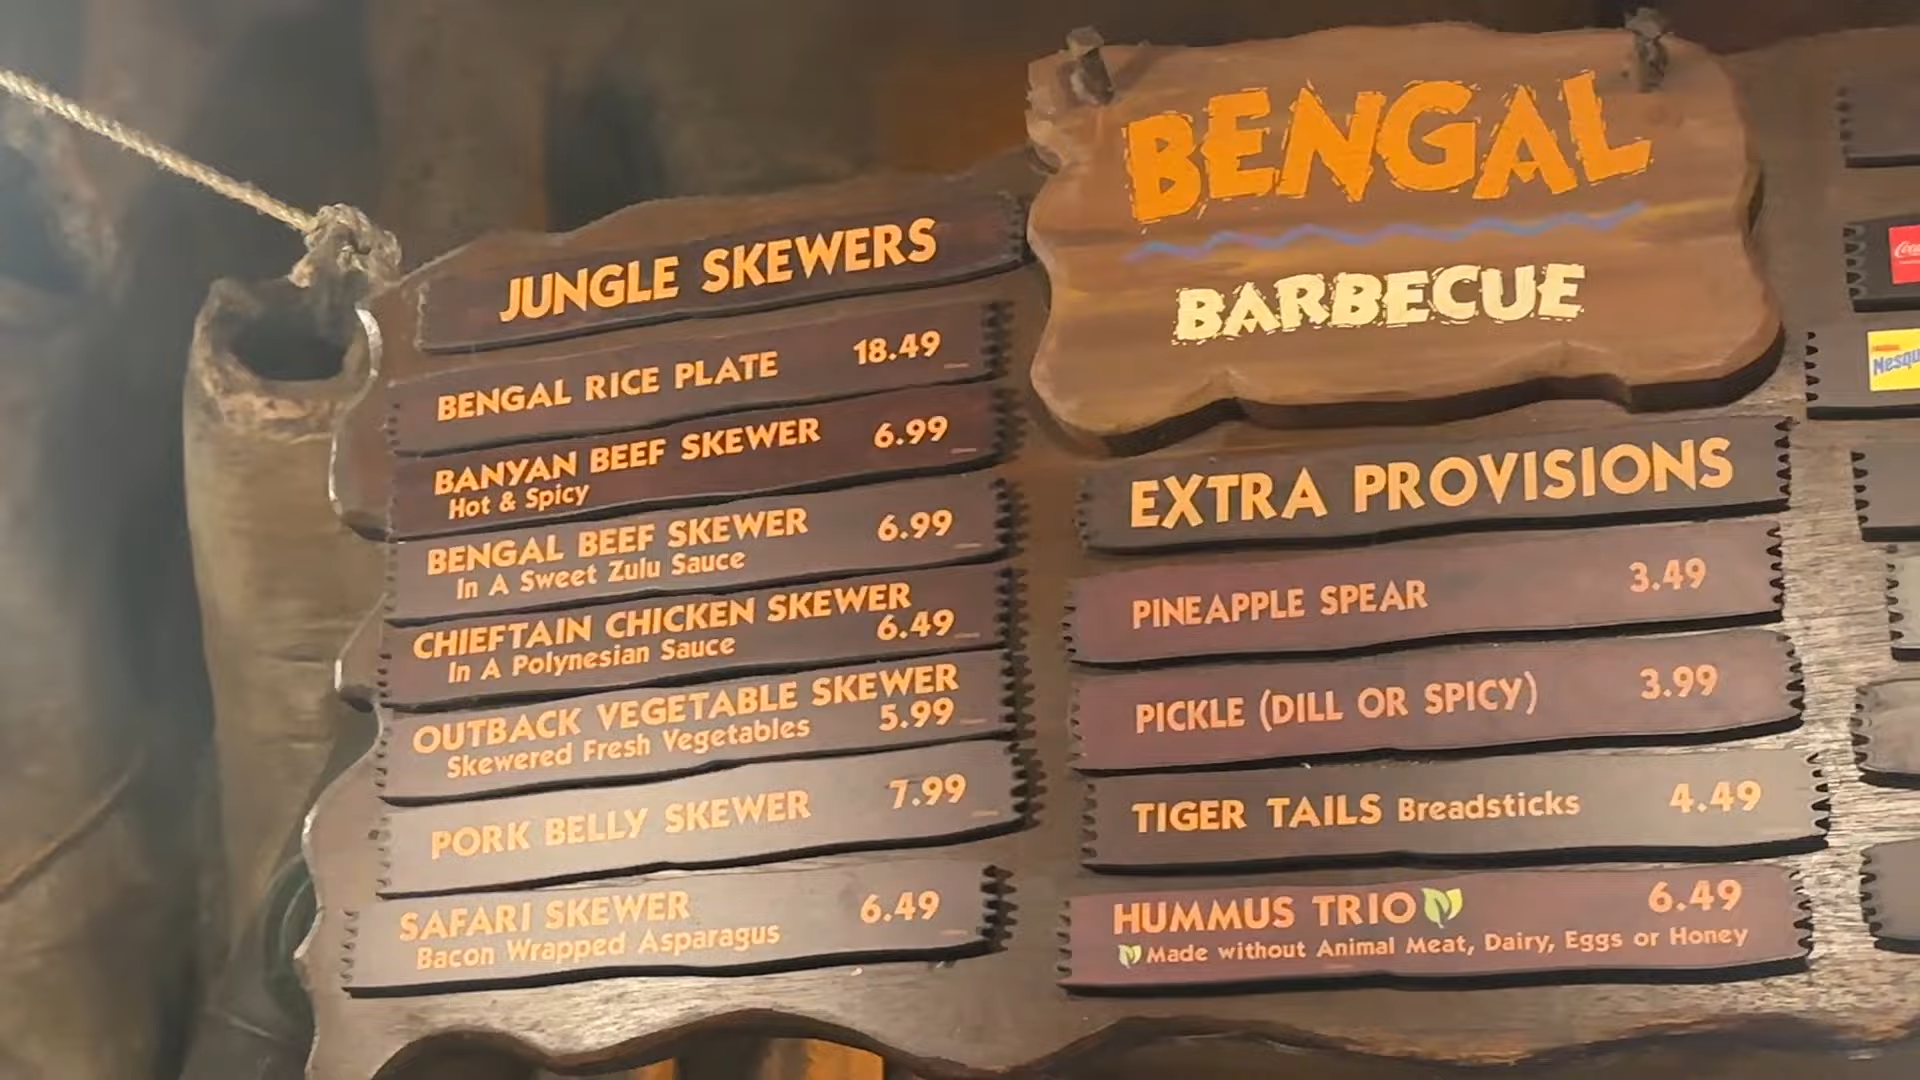 BENGAL
BARBECUE
JUNGLE SKEWERS
BENGAL RICE PLATE 18.49
BANYAN BEEF SKEWER 6.99
Hot & Spicy
BENGAL BEEF SKEWER 6.99
In A Sweet Zulu Sauce
CHIEFTAIN CHICKEN SKEWER
In A Polynesian Sauce 6.49
OUTBACK VEGETABLE SKEWER
Skewered Fresh Vegetables 5.99
PORK BELLY SKEWER 7.99
SAFARI SKEWER 6.49
Bacon Wrapped Asparagus
EXTRA PROVISIONS
PINEAPPLE SPEAR 3.49
PICKLE (DILL OR SPICY) 3.99
TIGER TAILS Breadsticks 4.49
HUMMUS TRIO 6.49
Made without Animal Meat, Dairy, Eggs or Honey